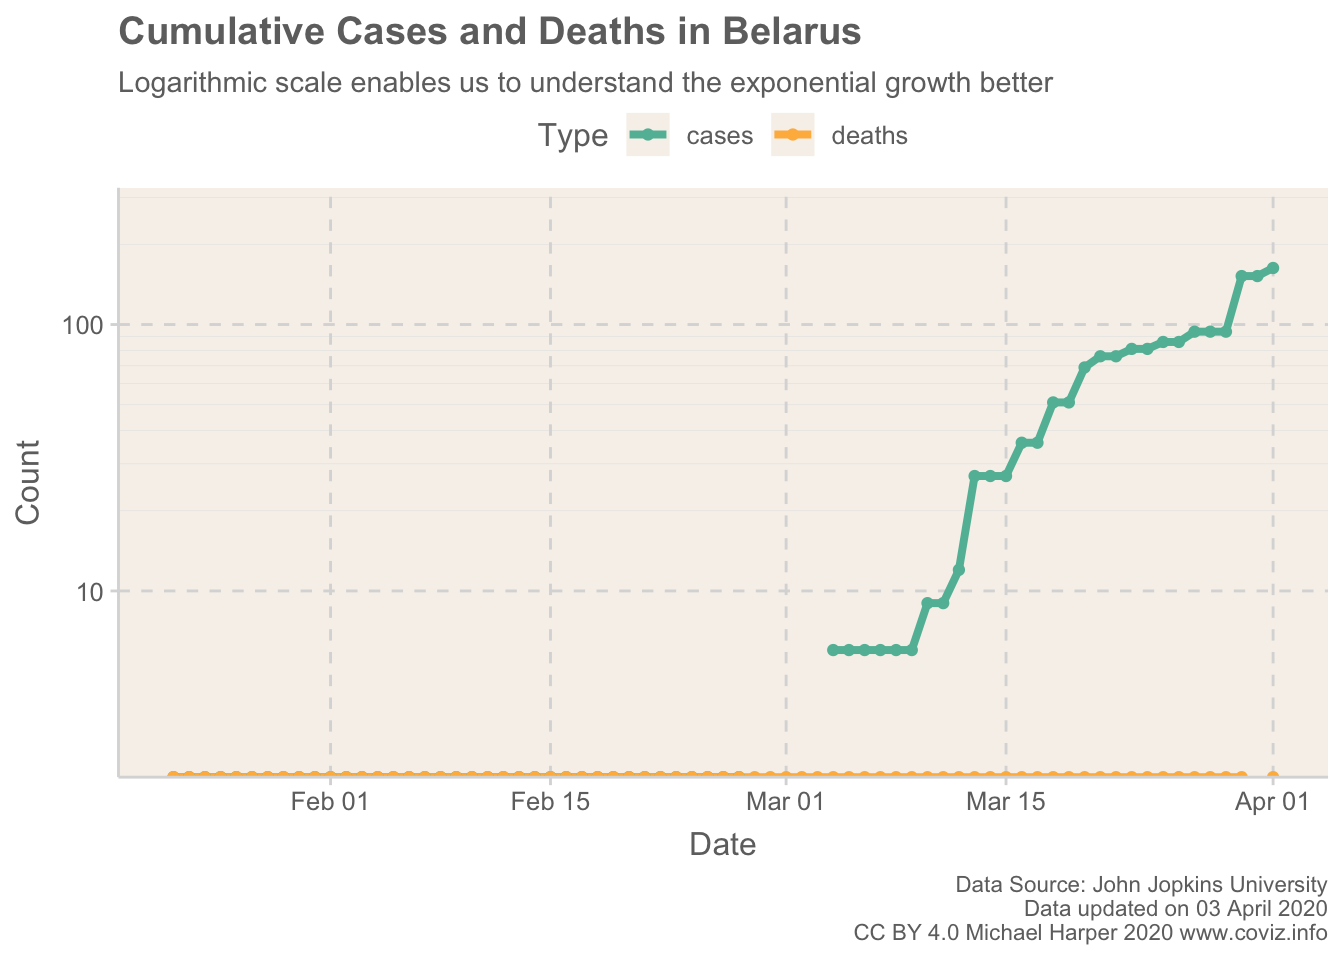 Cumulative Cases and Deaths in Belarus
Logarithmic scale enables us to understand the exponential growth better
Type cases deaths
100
10
Count
Feb 01 Feb 15 Mar 01 Mar 15 Apr 01
Date
Data Source: John Jopkins University
Data updated on 03 April 2020
CC BY 4.0 Michael Harper 2020 www.coviz.info